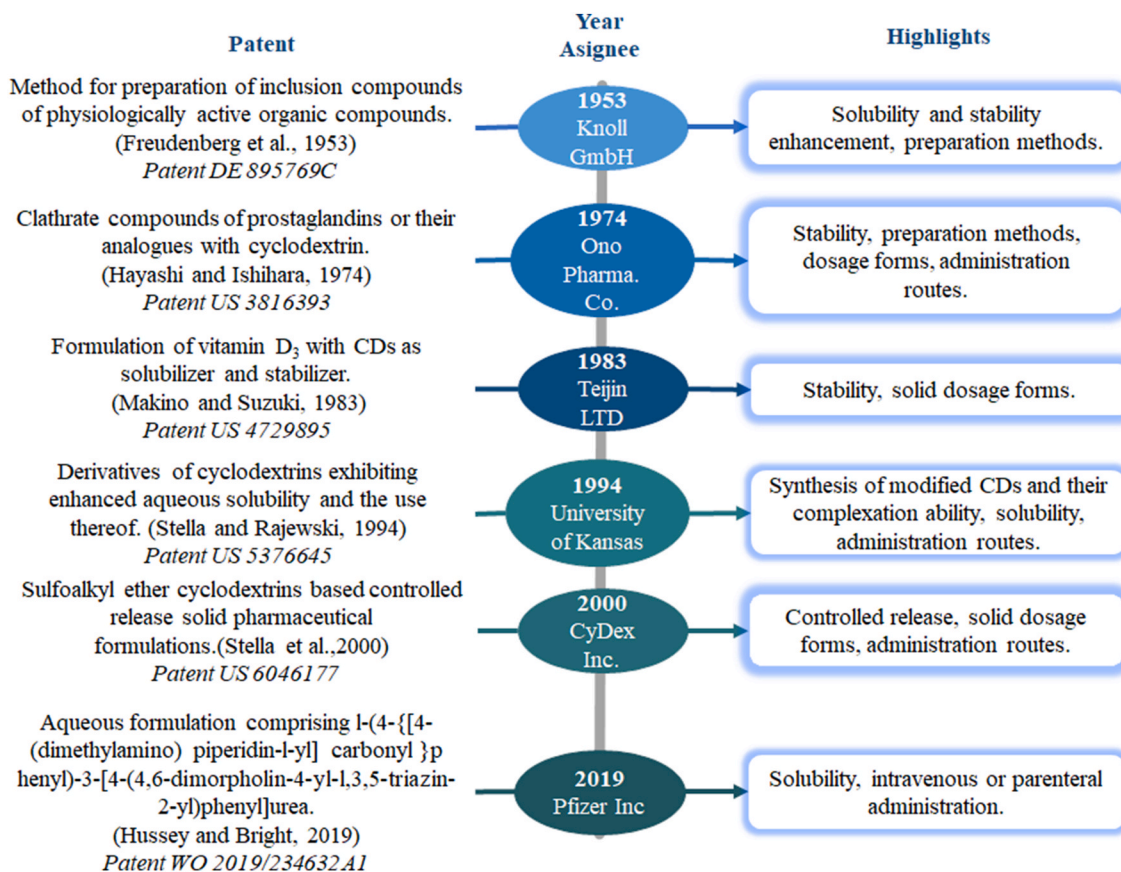 Patent
Year
Asignee
Highlights
Method for preparation of inclusion compounds
of physiologically active organic compounds.
(Freudenberg et al., 1953)
Patent DE 895769C
1953
Knoll
GmbH
Solubility and stability
enhancement, preparation methods.
Clathrate compounds of prostaglandins or their
analogues with cyclodextrin.
(Hayashi and Ishihara, 1974)
Patent US 3816393
1974
Ono
Pharma.
Co.
Stability, preparation methods,
dosage forms, administration
routes.
Formulation of vitamin D₃ with CDs as
solubilizer and stabilizer.
(Makino and Suzuki, 1983)
Patent US 4729895
1983
Teijin
LTD
Stability, solid dosage forms.
Derivatives of cyclodextrins exhibiting
enhanced aqueous solubility and the use
thereof. (Stella and Rajewski, 1994)
Patent US 5376645
1994
University
of Kansas
Synthesis of modified CDs and their
complexation ability, solubility,
administration routes.
Sulfoalkyl ether cyclodextrins based controlled
release solid pharmaceutical
formulations.(Stella et al.,2000)
Patent US 6046177
2000
CyDex
Inc.
Controlled release, solid dosage
forms, administration routes.
Aqueous formulation comprising l-(4-{[4-
(dimethylamino) piperidin-l-yl] carbonyl }p
henyl)-3-[4-(4,6-dimorpholin-4-yl-l,3,5-triazin-
2-yl)phenyl]urea.
(Hussey and Bright, 2019)
Patent WO 2019/234632A1
2019
Pfizer Inc
Solubility, intravenous or parenteral
administration.